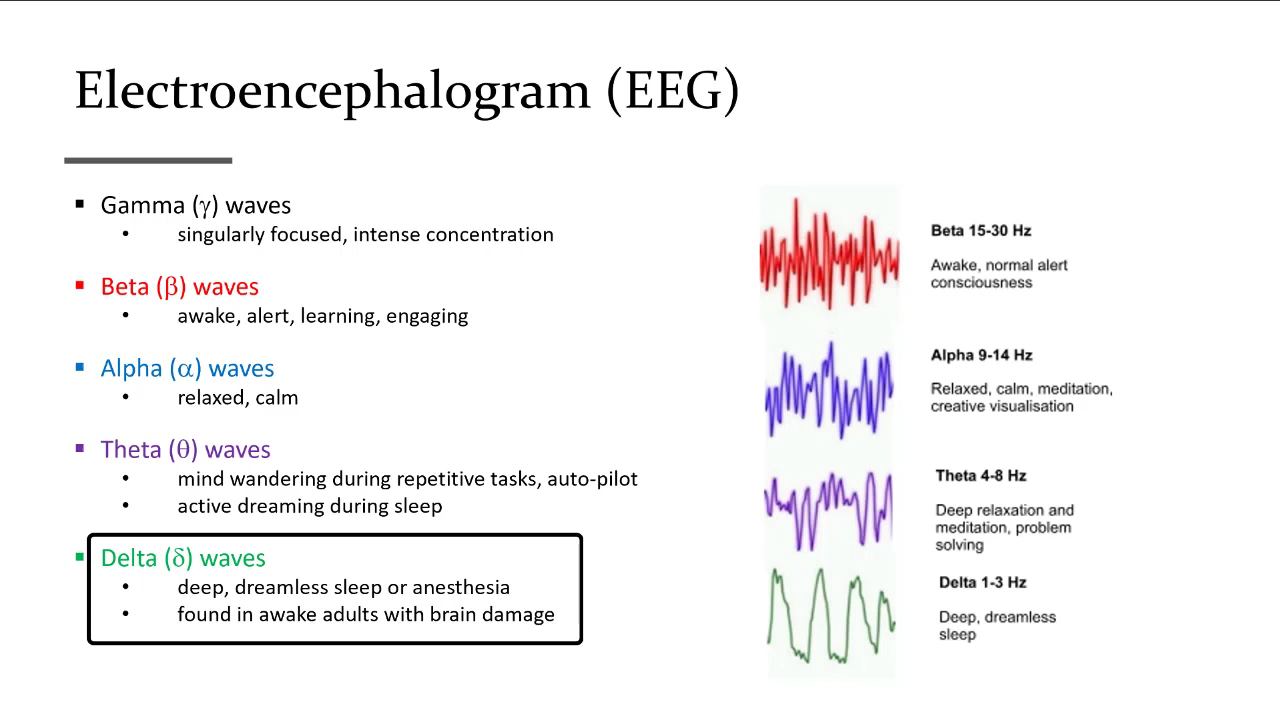 Electroencephalogram (EEG)
▪ Gamma (γ) waves
• singularly focused, intense concentration
▪ Beta (β) waves
• awake, alert, learning, engaging
▪ Alpha (α) waves
• relaxed, calm
▪ Theta (θ) waves
• mind wandering during repetitive tasks, auto-pilot
• active dreaming during sleep
▪ Delta (δ) waves
• deep, dreamless sleep or anesthesia
• found in awake adults with brain damage
Beta 15-30 Hz
Awake, normal alert
consciousness
Alpha 9-14 Hz
Relaxed, calm, meditation,
creative visualisation
Theta 4-8 Hz
Deep relaxation and
meditation, problem
solving
Delta 1-3 Hz
Deep, dreamless
sleep